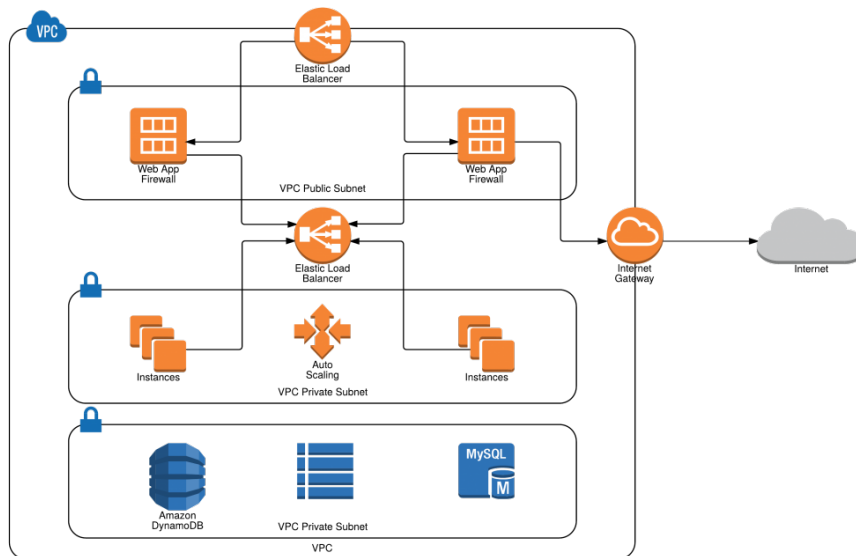 VPC
Elastic Load
Balancer
Web App
Firewall
Web App
Firewall
VPC Public Subnet
Elastic Load
Balancer
Internet
Gateway
Internet
Instances
Auto
Scaling
Instances
VPC Private Subnet
MySQL
M
Amazon
DynamoDB
VPC Private Subnet
VPC